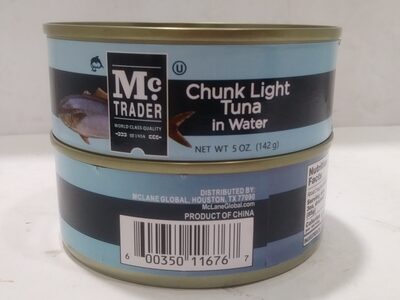 Mc
TRADER
WORLD CLASS QUALITY
U
Chunk Light
Tuna
in Water
NET WT 5 OZ. (142 g)
DISTRIBUTED BY:
MCLANE GLOBAL, HOUSTON, TX 77090
McLaneGlobal.com
PRODUCT OF CHINA
6 00350 11676 7